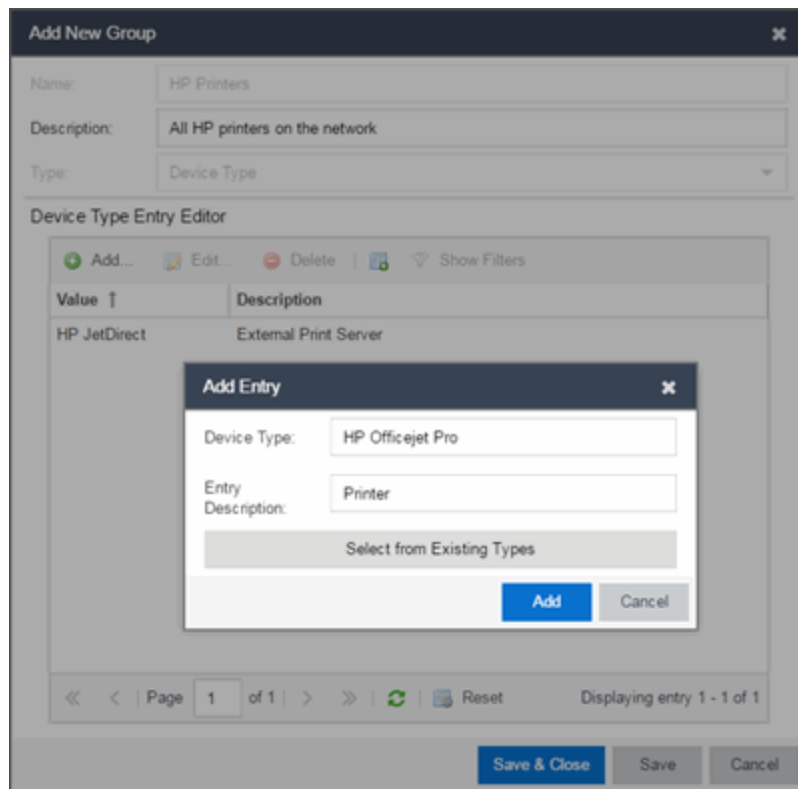 Add New Group
Name: HP Printers
Description: All HP printers on the network
Type: Device Type
Device Type Entry Editor
Add... Edit... Delete Show Filters
Value ↑ Description
HP JetDirect External Print Server
Add Entry
Device Type: HP Officejet Pro
Entry
Description: Printer
Select from Existing Types
Add Cancel
Page 1 of 1 Reset Displaying entry 1 - 1 of 1
Save & Close Save Cancel